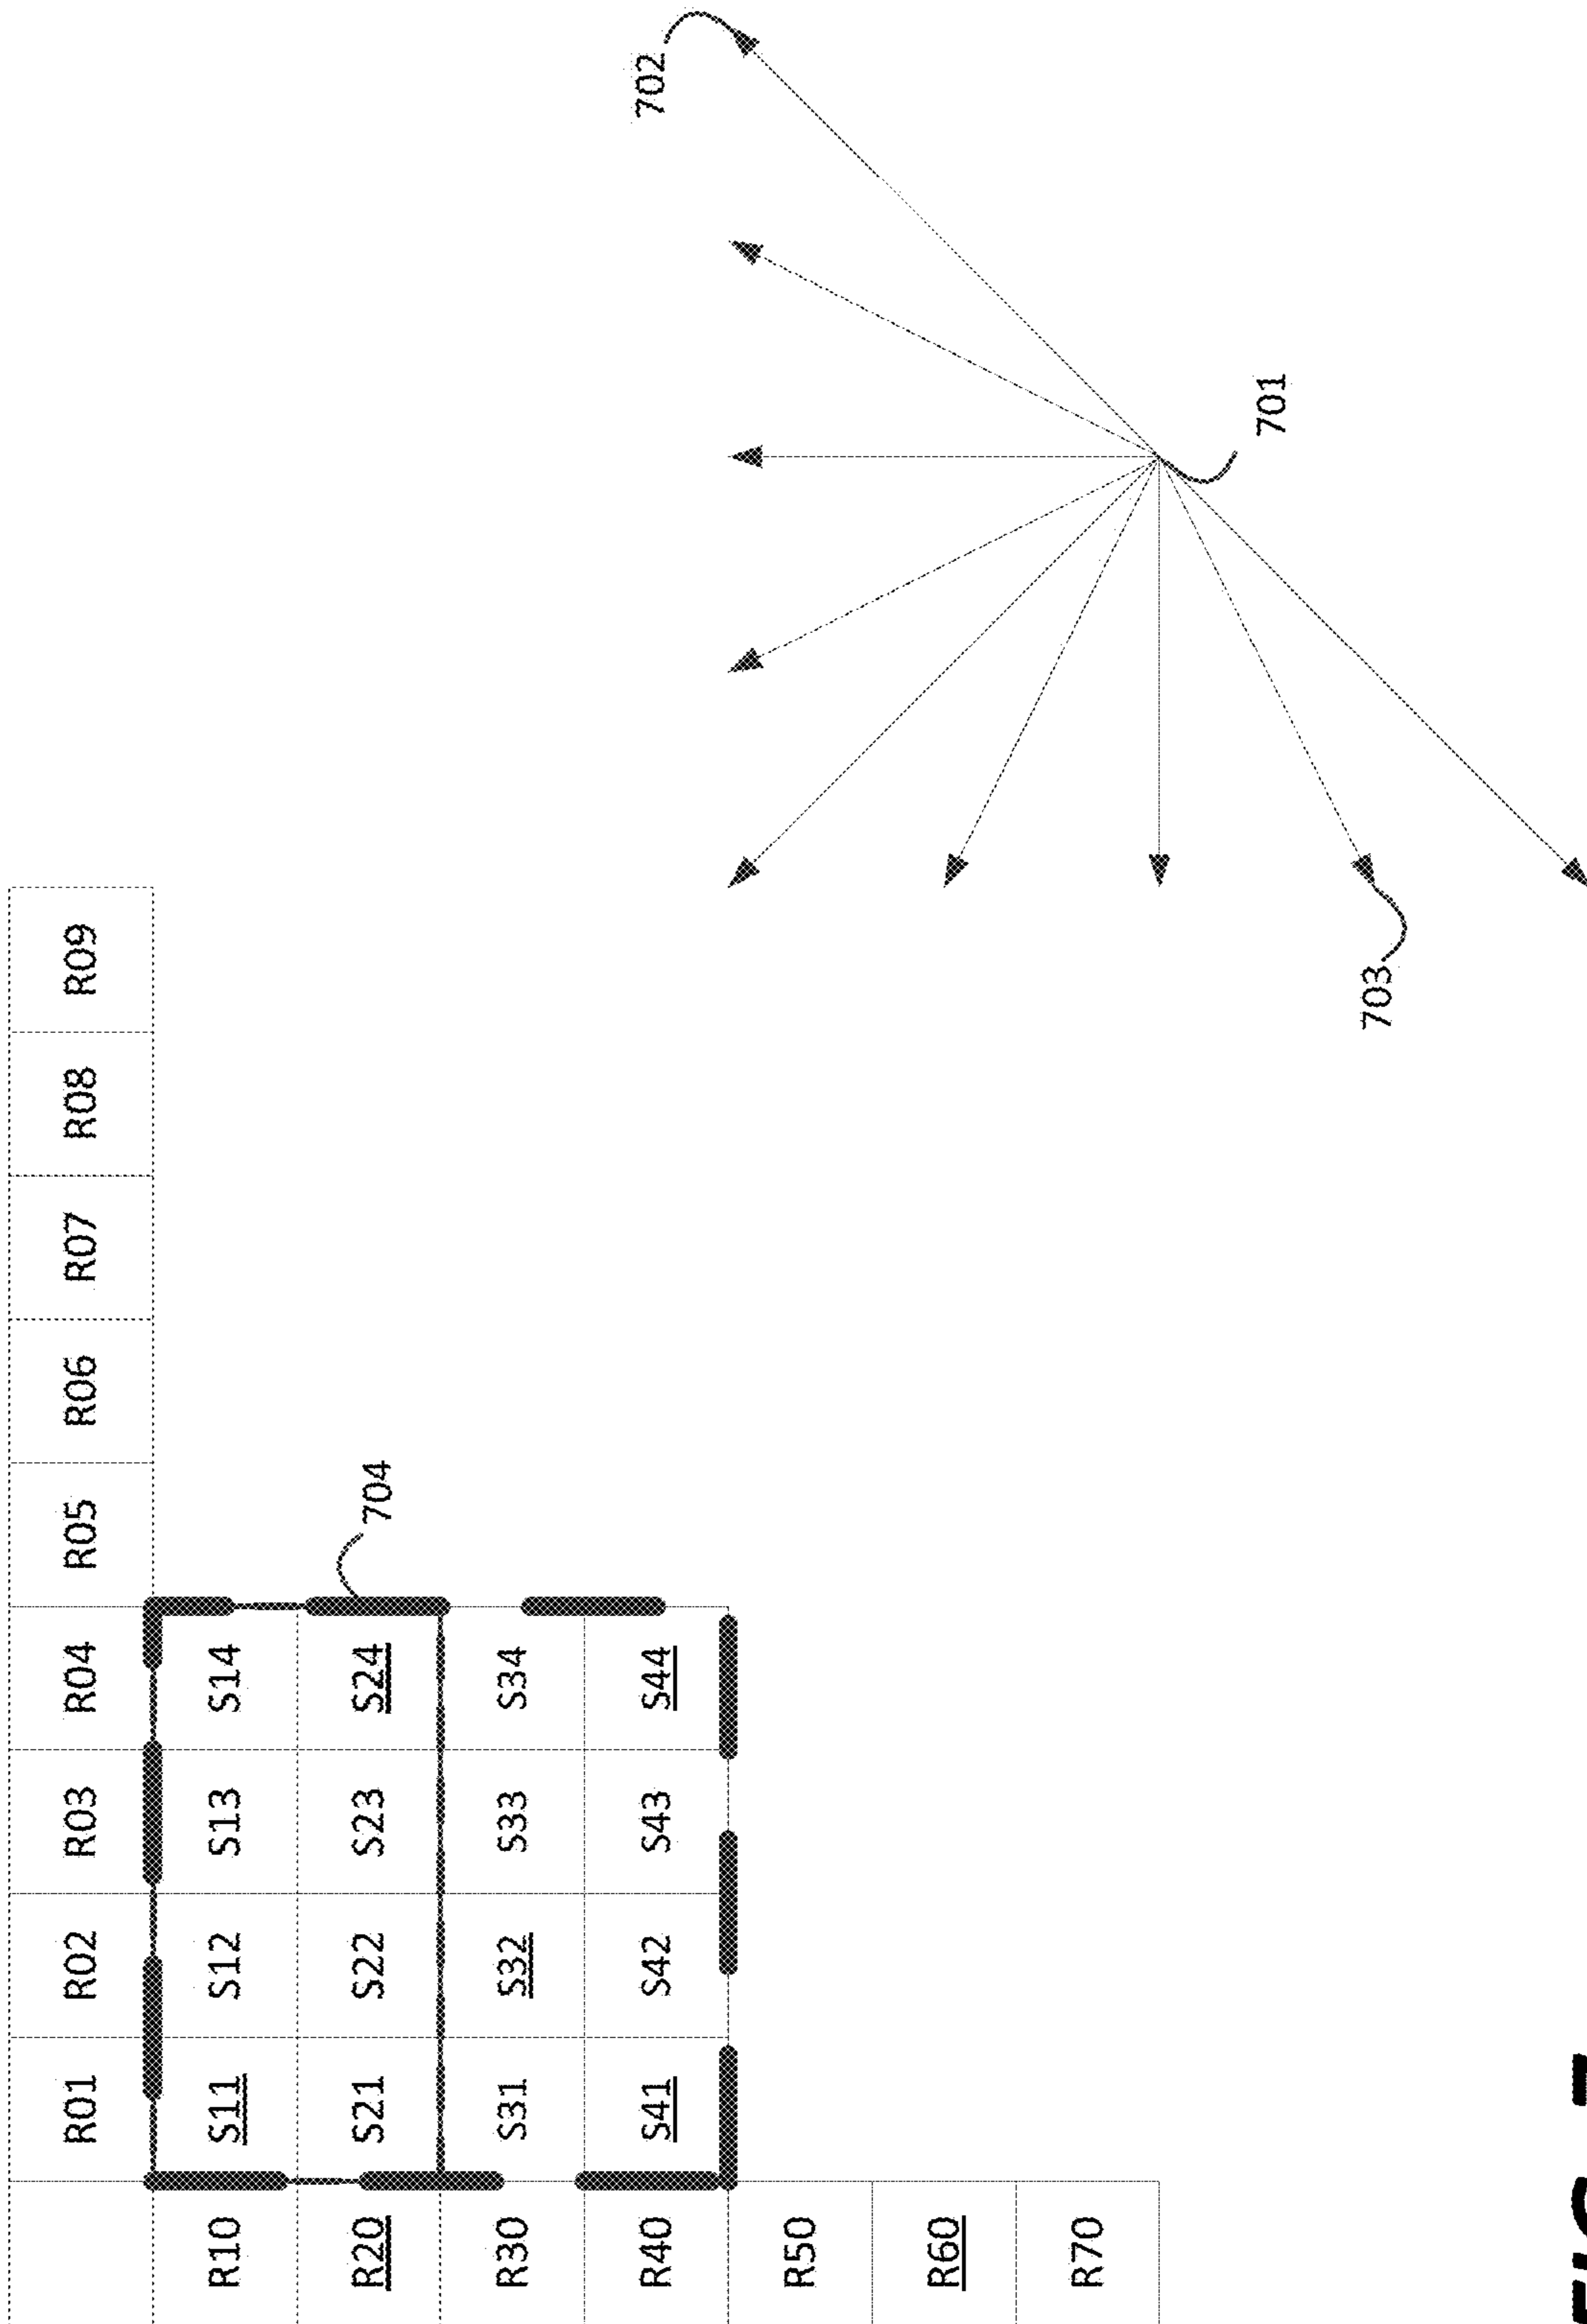 R01 R02 R03 R04 R05 R06 R07 R08 R09
R10 S11 S12 S13 S14
R20 S21 S22 S23 S24 704
R30 S31 S32 S33 S34
R40 S41 S42 S43 S44
702
R50
R60
R70
701
703